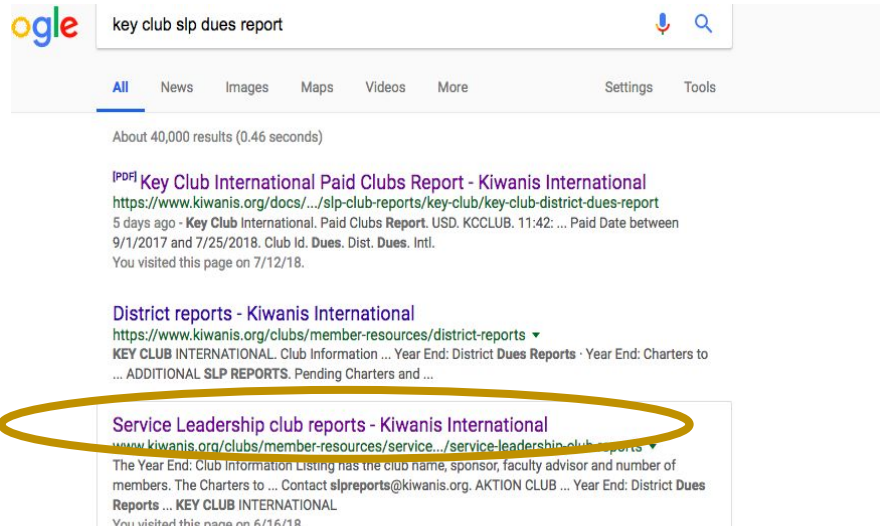 ogle key club slp dues report
All News Images Maps Videos More Settings Tools
About 40,000 results (0.46 seconds)
[PDF] Key Club International Paid Clubs Report - Kiwanis International
https://www.kiwanis.org/docs/.../slp-club-reports/key-club/key-club-district-dues-report
5 days ago - Key Club International. Paid Clubs Report. USD. KCCLUB. 11:42: ... Paid Date between
9/1/2017 and 7/25/2018. Club Id. Dues. Dist. Dues. Intl.
You visited this page on 7/12/18.
District reports - Kiwanis International
https://www.kiwanis.org/clubs/member-resources/district-reports
KEY CLUB INTERNATIONAL. Club Information ... Year End: District Dues Reports · Year End: Charters to
... ADDITIONAL SLP REPORTS. Pending Charters and ...
Service Leadership club reports - Kiwanis International
www.kiwanis.org/clubs/member-resources/service.../service-leadership-club-reports
The Year End: Club Information Listing has the club name, sponsor, faculty advisor and number of
members. The Charters to ... Contact slpreports@kiwanis.org. AKTION CLUB ... Year End: District Dues
Reports ... KEY CLUB INTERNATIONAL
You visited this page on 6/16/18.